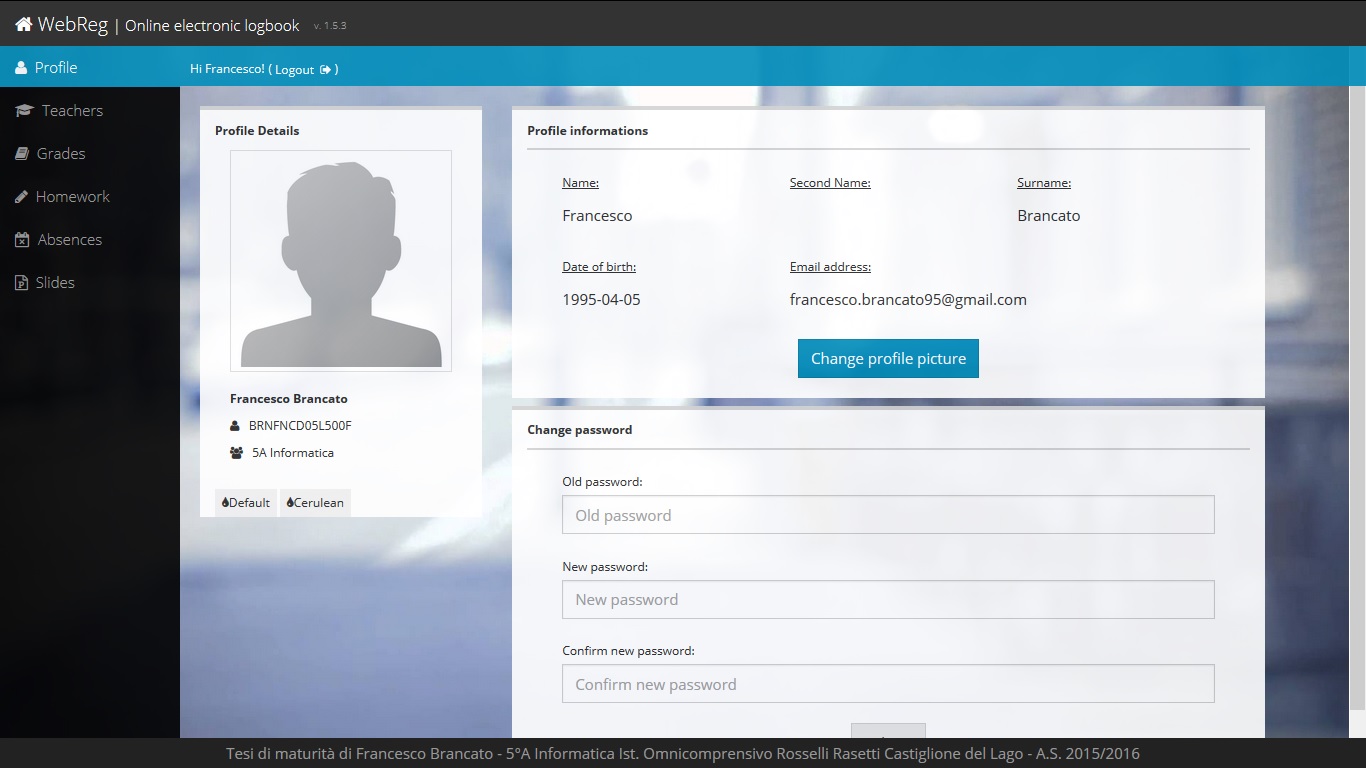 WebReg | Online electronic logbook v. 1.5.3
Profile
Hi Francesco! ( Logout )
Teachers
Grades
Homework
Absences
Slides
Profile Details
Francesco Brancato
BRNFNCD05L500F
5A Informatica
Default Cerulean
Profile informations
Name: Second Name: Surname:
Francesco Brancato
Date of birth: Email address:
1995-04-05 francesco.brancato95@gmail.com
Change profile picture
Change password
Old password:
Old password
New password:
New password
Confirm new password:
Confirm new password
Tesi di maturità di Francesco Brancato - 5°A Informatica Ist. Omnicomprensivo Rosselli Rasetti Castiglione del Lago - A.S. 2015/2016